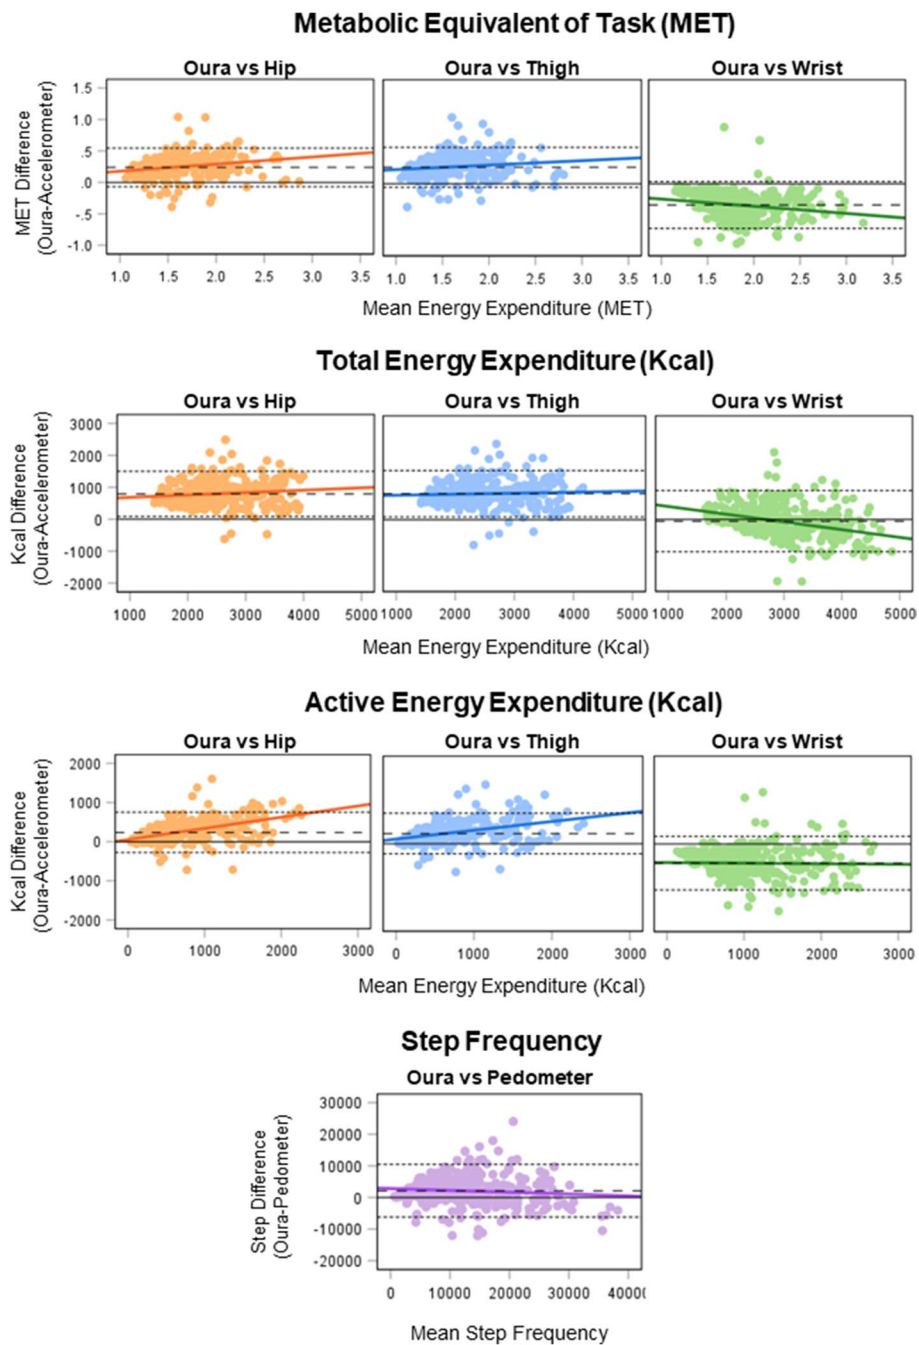 Metabolic Equivalent of Task (MET)
Oura vs Hip
Oura vs Thigh
Oura vs Wrist
MET Difference
(Oura-Accelerometer)
1.5
1.0
.5
.0
-.5
-1.0
1.0 1.5 2.0 2.5 3.0 3.5
1.0 1.5 2.0 2.5 3.0 3.5
1.0 1.5 2.0 2.5 3.0 3.5
Mean Energy Expenditure (MET)
Total Energy Expenditure (Kcal)
Oura vs Hip
Oura vs Thigh
Oura vs Wrist
Kcal Difference
(Oura-Accelerometer)
3000
2000
1000
0
-1000
-2000
1000 2000 3000 4000 5000
1000 2000 3000 4000 5000
1000 2000 3000 4000 5000
Mean Energy Expenditure (Kcal)
Active Energy Expenditure (Kcal)
Oura vs Hip
Oura vs Thigh
Oura vs Wrist
Kcal Difference
(Oura-Accelerometer)
2000
1000
0
-1000
-2000
0 1000 2000 3000
0 1000 2000 3000
0 1000 2000 3000
Mean Energy Expenditure (Kcal)
Step Frequency
Oura vs Pedometer
Step Difference
(Oura-Pedometer)
30000
20000
10000
0
-10000
-20000
0 10000 20000 30000 40000
Mean Step Frequency